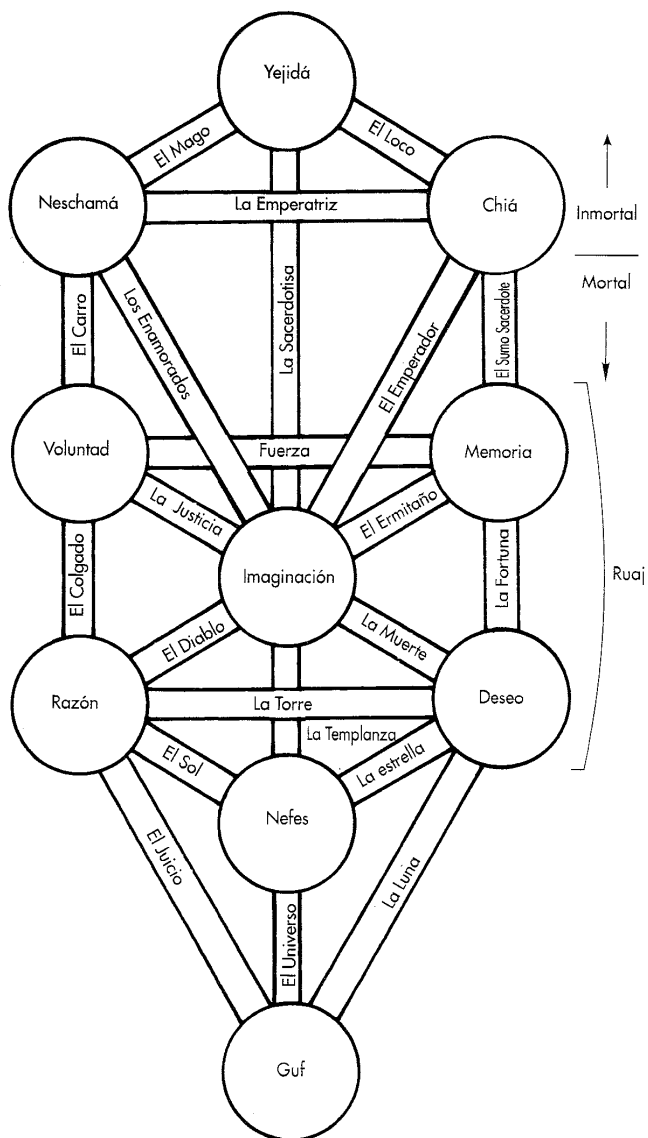 Yejidá
El Mago
El Loco
Neschamá
La Emperatriz
Chiá
Inmortal
Mortal
El Carro
Los Enamorados
La Sacerdotisa
El Emperador
El Sumo Sacerdote
Voluntad
Fuerza
Memoria
La Justicia
El Ermitaño
El Colgado
Imaginación
La Fortuna
Ruaj
El Diablo
La Muerte
Razón
La Torre
Deseo
La Templanza
El Sol
La estrella
Nefes
El Juicio
La Luna
El Universo
Guf